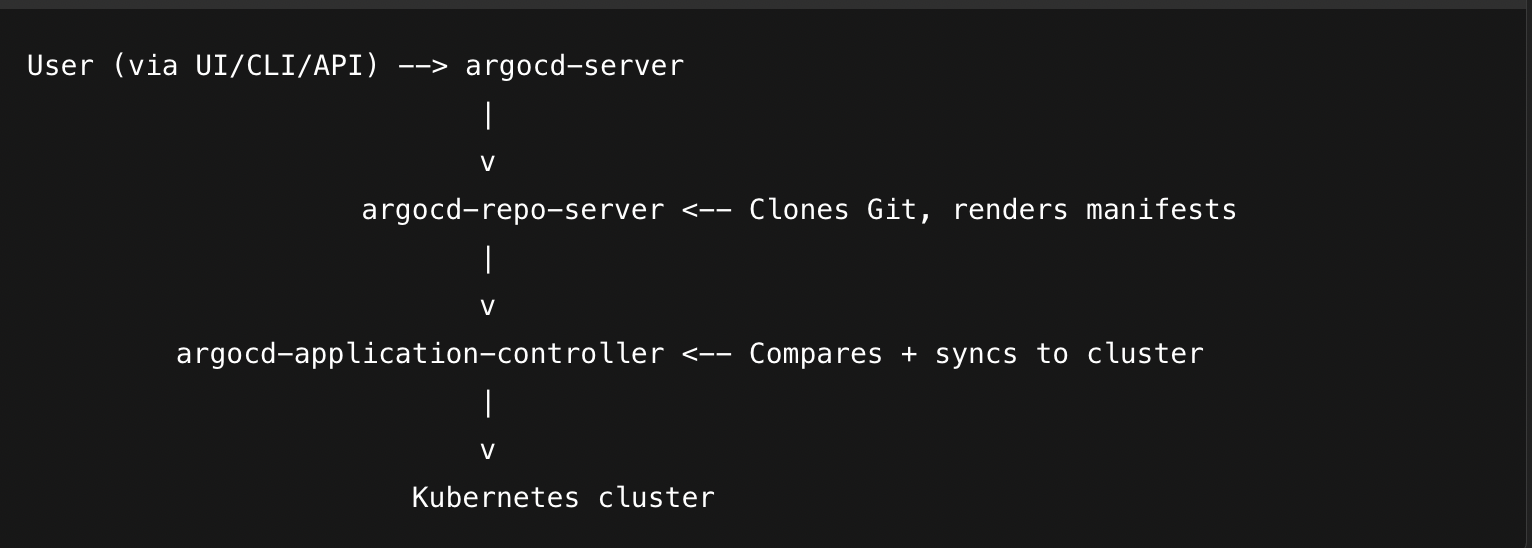 User (via UI/CLI/API) --> argocd-server
|
v
argocd-repo-server <-- Clones Git, renders manifests
|
v
argocd-application-controller <-- Compares + syncs to cluster
|
v
Kubernetes cluster